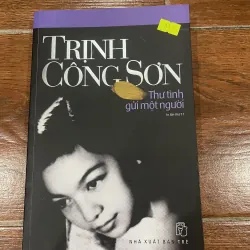 TRỊNH
CÔNG SƠN
Thư tình
gửi một người
NHÀ XUẤT BẢN TRẺ